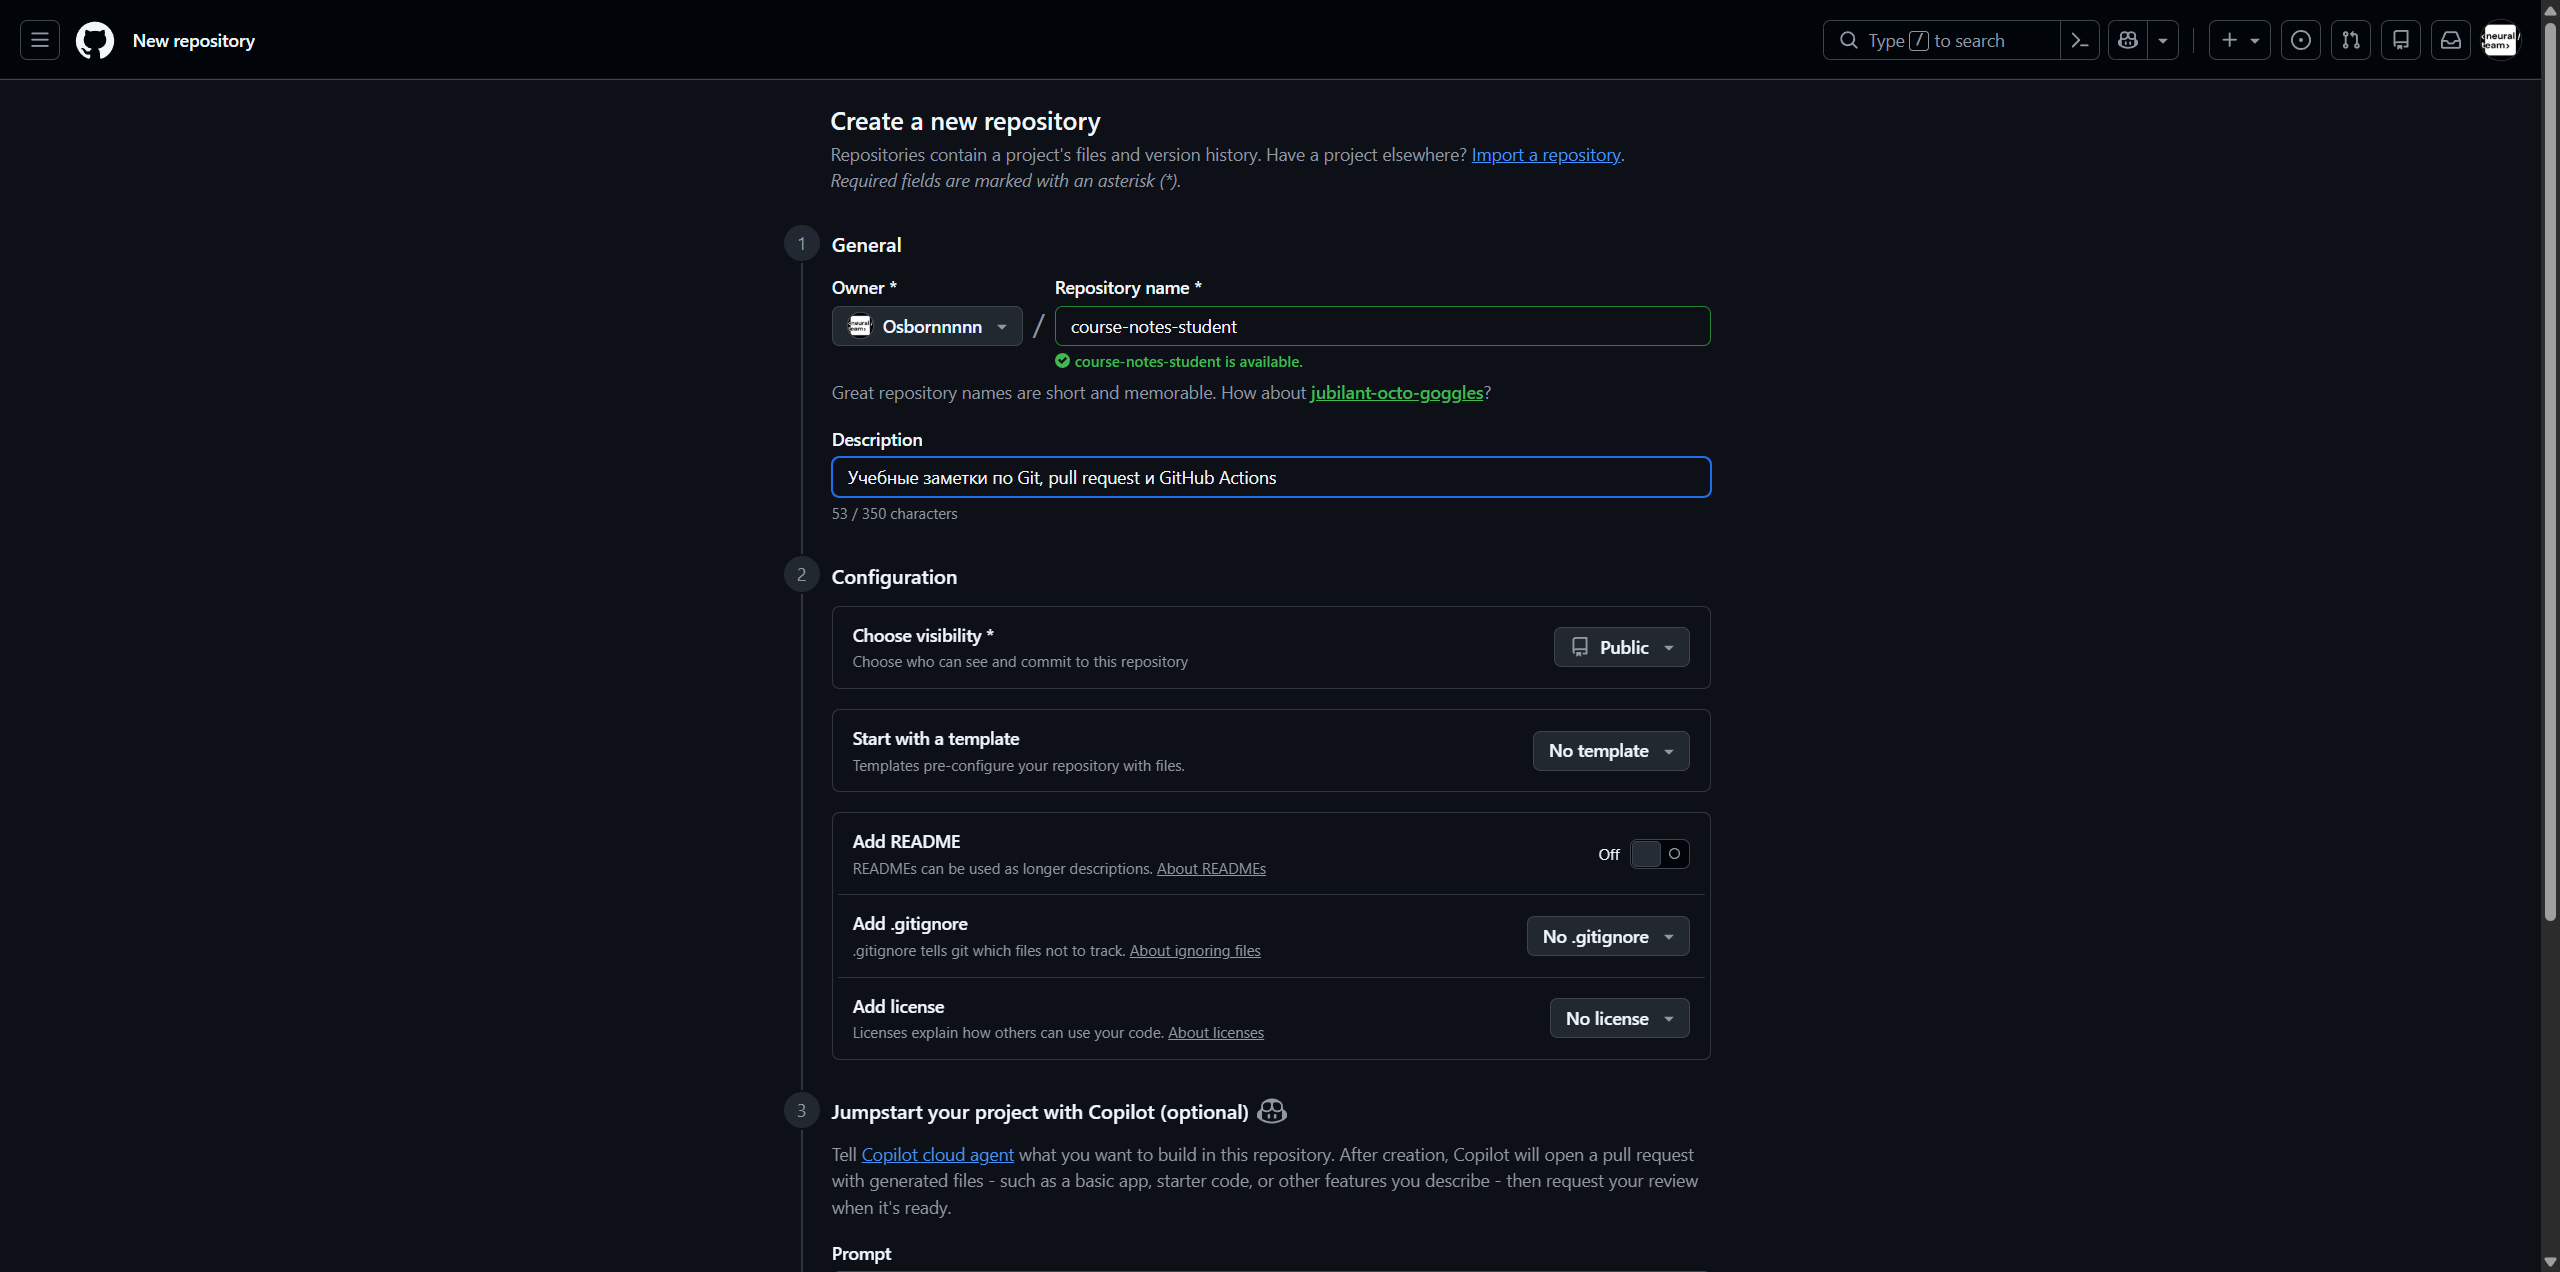 New repository
Type / to search
Create a new repository
Repositories contain a project's files and version history. Have a project elsewhere? Import a repository.
Required fields are marked with an asterisk (*).
1
General
Owner *
Repository name *
Osbornnnnn
/
course-notes-student
course-notes-student is available.
Great repository names are short and memorable. How about jubilant-octo-goggles?
Description
Учебные заметки по Git, pull request и GitHub Actions
53 / 350 characters
2
Configuration
Choose visibility *
Choose who can see and commit to this repository
Public
Start with a template
Templates pre-configure your repository with files.
No template
Add README
READMEs can be used as longer descriptions. About READMEs
Off
Add .gitignore
.gitignore tells git which files not to track. About ignoring files
No .gitignore
Add license
Licenses explain how others can use your code. About licenses
No license
3
Jumpstart your project with Copilot (optional)
Tell Copilot cloud agent what you want to build in this repository. After creation, Copilot will open a pull request
with generated files - such as a basic app, starter code, or other features you describe - then request your review
when it's ready.
Prompt